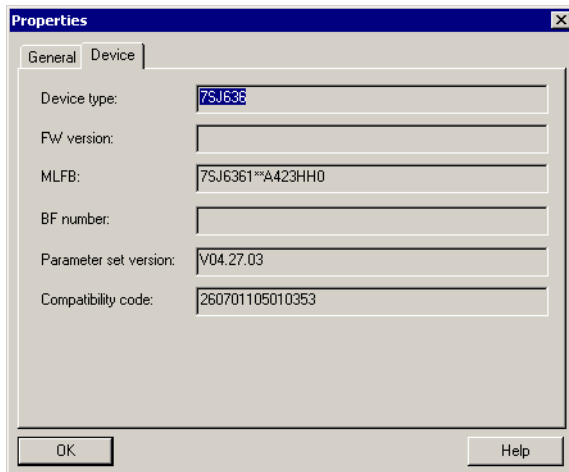 Properties
General Device
Device type: 7SJ636
FW version:
MLFB: 7SJ6361**A423HH0
BF number:
Parameter set version: V04.27.03
Compatibility code: 260701105010353
OK Help